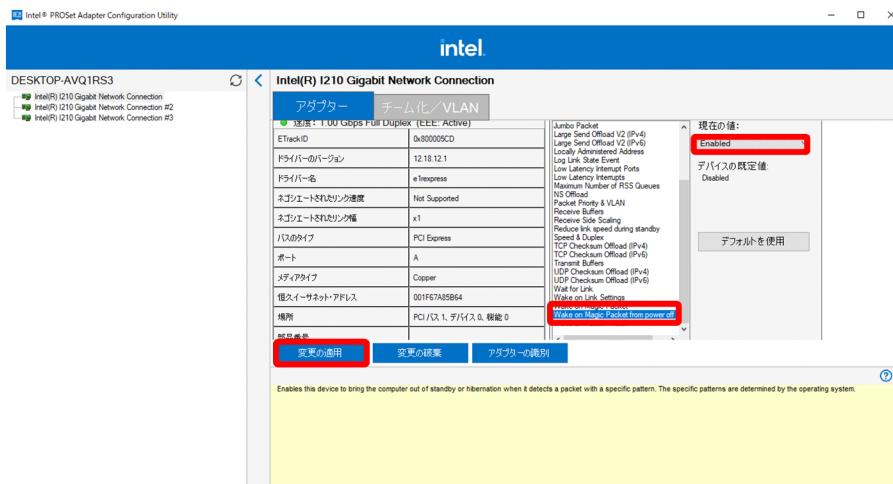 Intel® PROSet Adapter Configuration Utility
intel.
DESKTOP-AVQ1RS3
Intel(R) I210 Gigabit Network Connection
Intel(R) I210 Gigabit Network Connection #2
Intel(R) I210 Gigabit Network Connection #3
Intel(R) I210 Gigabit Network Connection
アダプター
チーム化／VLAN
速度: 1.00 Gbps Full Duplex (EEE: Active)
ETrackID 0x800005CD
ドライバーのバージョン 12.18.12.1
ドライバー名 e1rexpress
ネゴシエートされたリンク速度 Not Supported
ネゴシエートされたリンク幅 x1
バスのタイプ PCI Express
ポート A
メディアタイプ Copper
恒久イーサネット・アドレス 001F67A85B64
場所 PCI バス 1、デバイス 0、機能 0
部品番号
Jumbo Packet
Large Send Offload V2 (IPv4)
Large Send Offload V2 (IPv6)
Locally Administered Address
Log Link State Event
Low Latency Interrupt Ports
Low Latency Interrupts
Maximum Number of RSS Queues
NS Offload
Packet Priority & VLAN
Receive Buffers
Receive Side Scaling
Reduce link speed during standby
Speed & Duplex
TCP Checksum Offload (IPv4)
TCP Checksum Offload (IPv6)
Transmit Buffers
UDP Checksum Offload (IPv4)
UDP Checksum Offload (IPv6)
Wait for Link
Wake on Link Settings
Wake on Magic Packet
Wake on Magic Packet from power off
現在の値:
Enabled
デバイスの既定値:
Disabled
デフォルトを使用
変更の適用
変更の破棄
アダプターの識別
Enables this device to bring the computer out of standby or hibernation when it detects a packet with a specific pattern. The specific patterns are determined by the operating system.